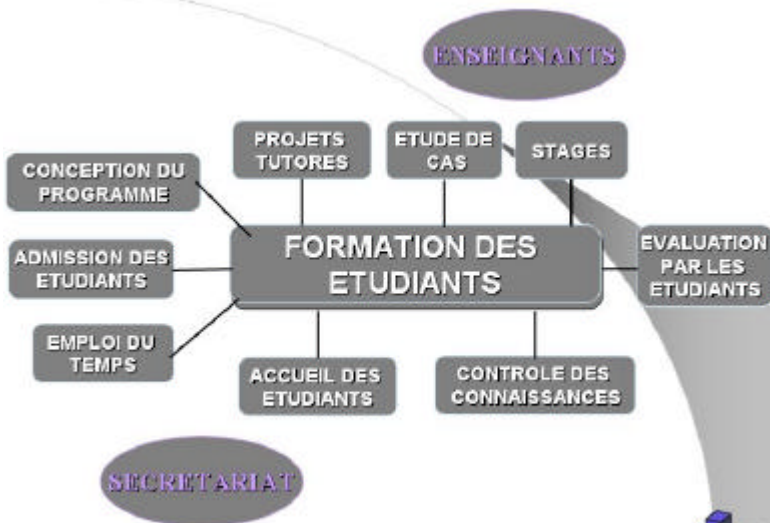 ENSEIGNANTS
PROJETS
TUTORES
ETUDE DE
CAS
STAGES
CONCEPTION DU
PROGRAMME
FORMATION DES
ETUDIANTS
EVALUATION
PAR LES
ETUDIANTS
ADMISSION DES
ETUDIANTS
EMPLOI DU
TEMPS
ACCUEIL DES
ETUDIANTS
CONTROLE DES
CONNAISSANCES
SECRETARIAT